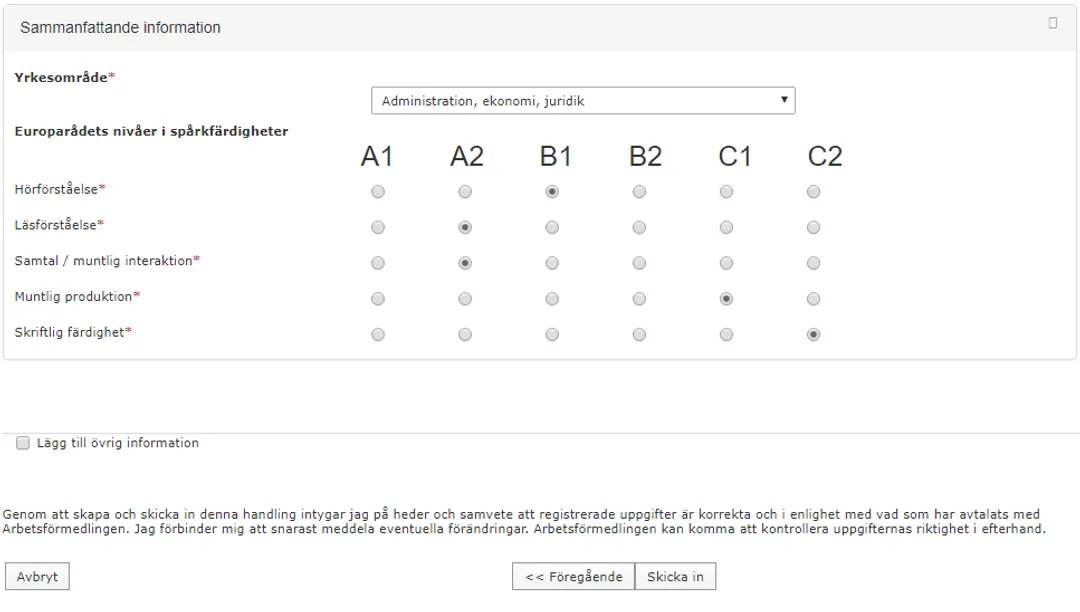 Sammanfattande information
Yrkesområde*
Administration, ekonomi, juridik
Europarådets nivåer i spårkfärdigheter
A1 A2 B1 B2 C1 C2
Hörförståelse*
Läsförståelse*
Samtal / muntlig interaktion*
Muntlig produktion*
Skriftlig färdighet*
Lägg till övrig information
Genom att skapa och skicka in denna handling intygar jag på heder och samvete att registrerade uppgifter är korrekta och i enlighet med vad som har avtalats med
Arbetsförmedlingen. Jag förbinder mig att snarast meddela eventuella förändringar. Arbetsförmedlingen kan komma att kontrollera uppgifternas riktighet i efterhand.
Avbryt << Föregående Skicka in